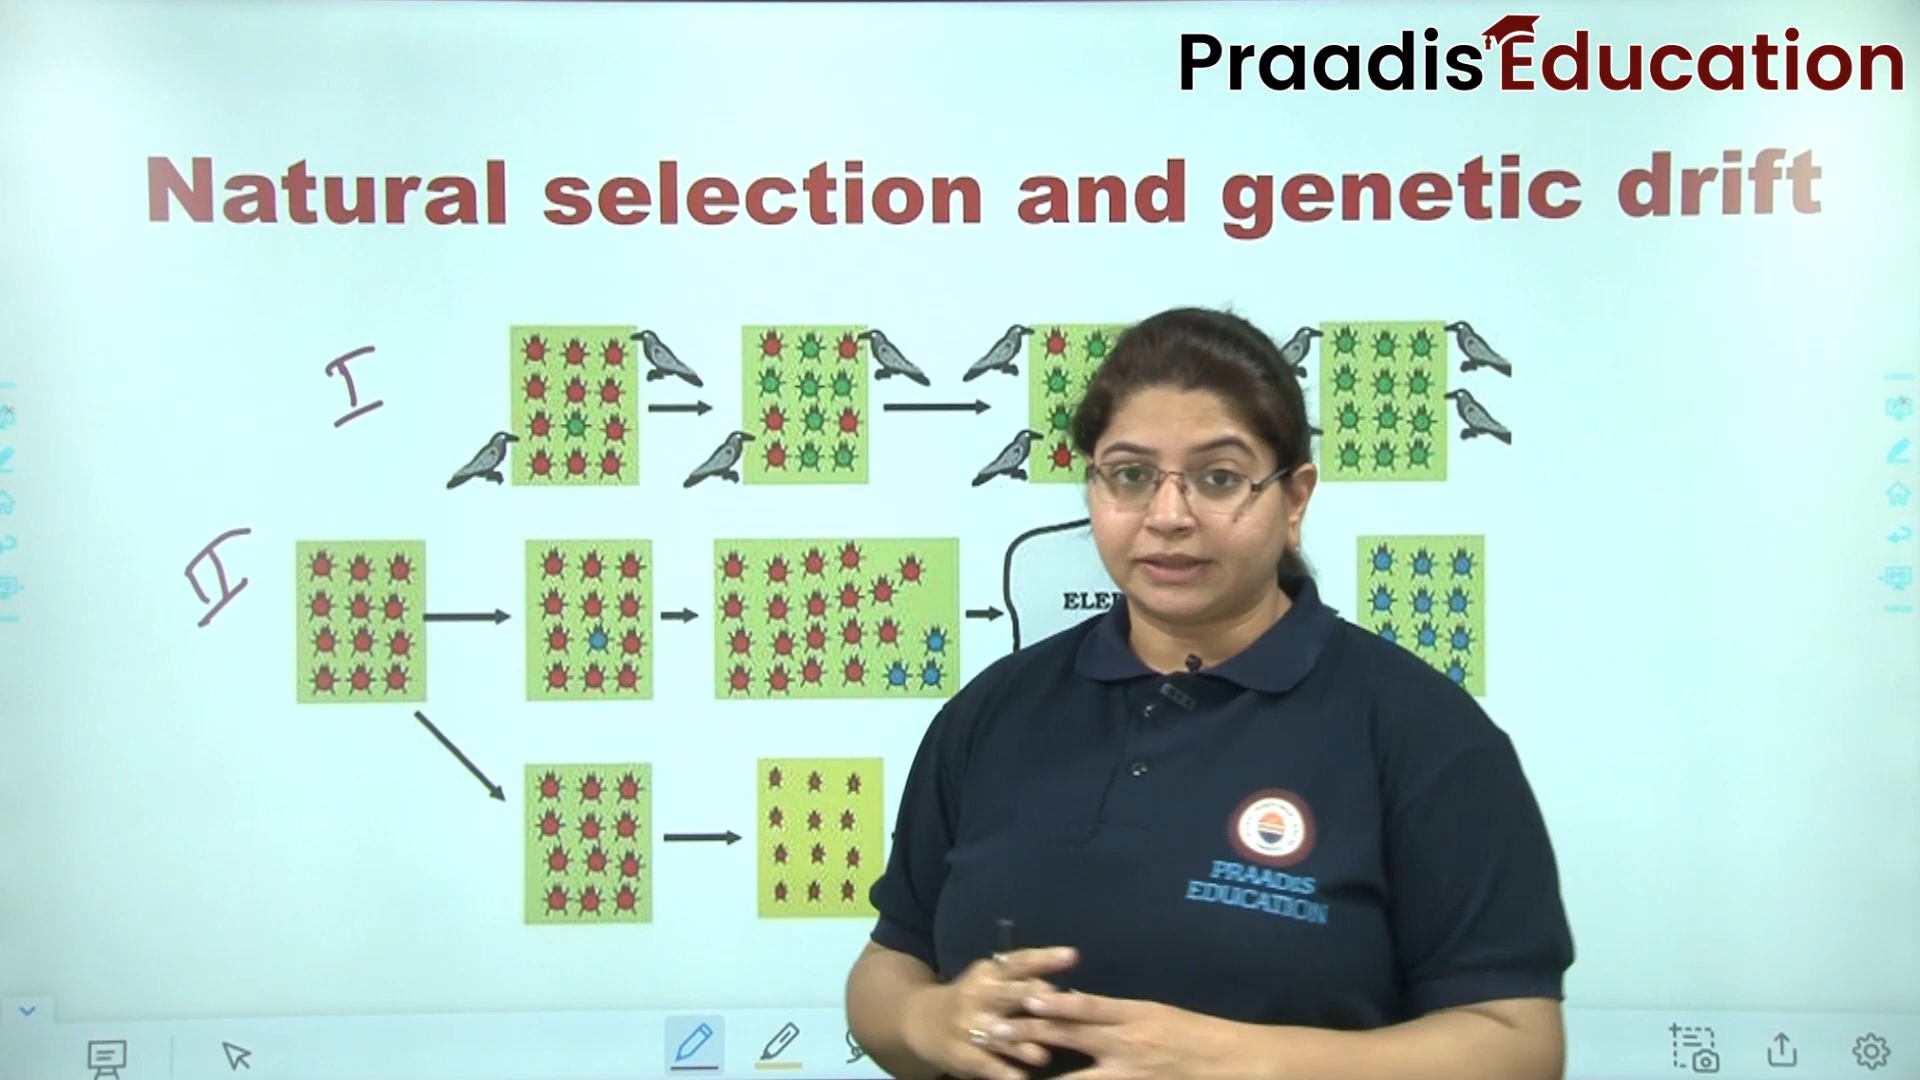 Praadis Education
Natural selection and genetic drift
I
II
PRAADIS
EDUCATION